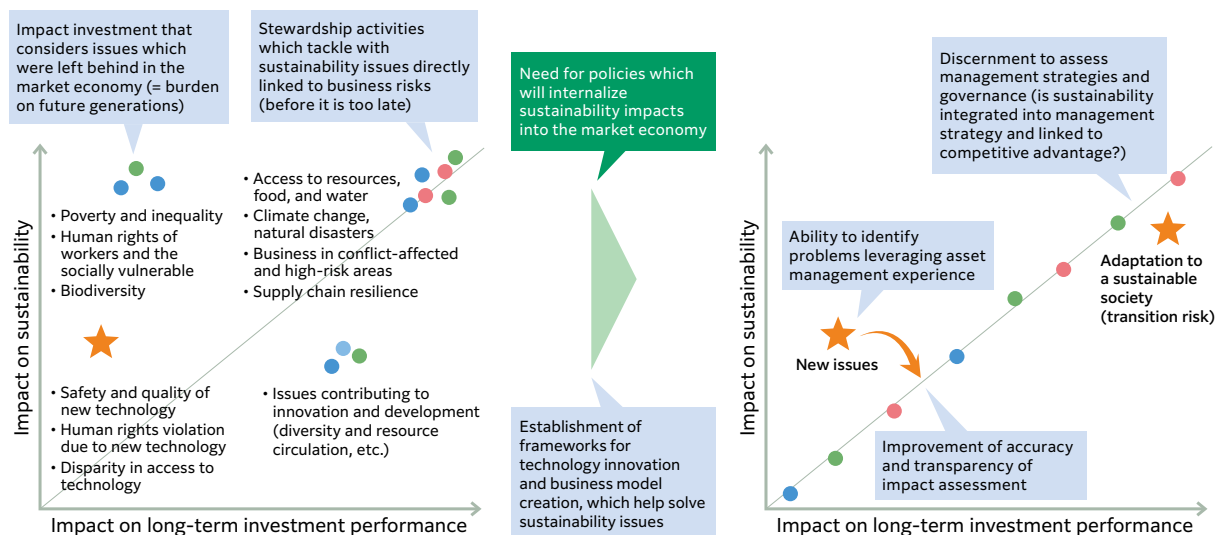 Impact investment that
considers issues which
were left behind in the
market economy (= burden
on future generations)
Stewardship activities
which tackle with
sustainability issues directly
linked to business risks
(before it is too late)
Impact on sustainability
• Poverty and inequality
• Human rights of
workers and the
socially vulnerable
• Biodiversity
• Access to resources,
food, and water
• Climate change,
natural disasters
• Business in conflict-affected
and high-risk areas
• Supply chain resilience
• Safety and quality of
new technology
• Human rights violation
due to new technology
• Disparity in access to
technology
• Issues contributing to
innovation and development
(diversity and resource
circulation, etc.)
Impact on long-term investment performance
Need for policies which
will internalize
sustainability impacts
into the market economy
Establishment of
frameworks for
technology innovation
and business model
creation, which help solve
sustainability issues
Discernment to assess
management strategies and
governance (is sustainability
integrated into management
strategy and linked to
competitive advantage?)
Impact on sustainability
Ability to identify
problems leveraging asset
management experience
New issues
Adaptation to
a sustainable
society
(transition risk)
Improvement of accuracy
and transparency of
impact assessment
Impact on long-term investment performance